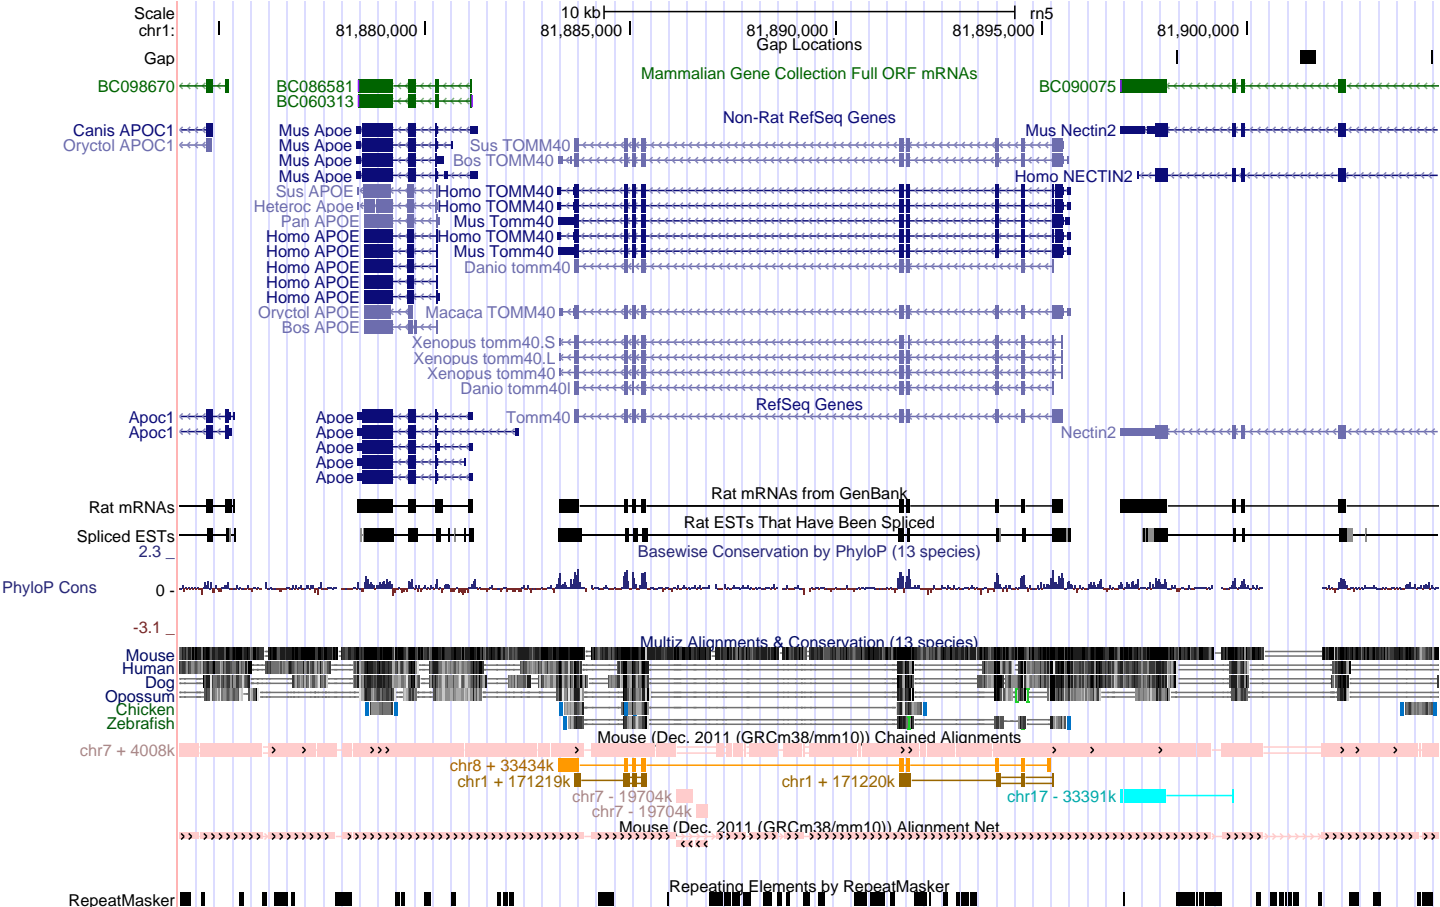 Scale 10 kb rn5
chr1: 81,880,000 81,885,000 81,890,000 81,895,000 81,900,000
Gap Locations
Gap
Mammalian Gene Collection Full ORF mRNAs
BC098670 BC086581 BC090075
BC060313
Non-Rat RefSeq Genes
Canis APOC1 Mus Apoe Mus Nectin2
Oryctol APOC1 Mus Apoe Sus TOMM40
Mus Apoe Bos TOMM40
Mus Apoe Homo NECTIN2
Sus APOE Homo TOMM40
Heteroc Apoe Homo TOMM40
Pan APOE Mus Tomm40
Homo APOE Homo TOMM40
Homo APOE Mus Tomm40
Homo APOE Danio tomm40
Homo APOE
Homo APOE
Oryctol APOE Macaca TOMM40
Bos APOE
Xenopus tomm40.S
Xenopus tomm40.L
Xenopus tomm40
Danio tomm40l
RefSeq Genes
Apoc1 Apoe Tomm40
Apoc1 Apoe Nectin2
Apoe
Apoe
Apoe
Rat mRNAs from GenBank
Rat mRNAs
Rat ESTs That Have Been Spliced
Spliced ESTs
Basewise Conservation by PhyloP (13 species)
2.3 _
PhyloP Cons 0 -
-3.1 _
Multiz Alignments & Conservation (13 species)
Mouse
Human
Dog
Opossum
Chicken
Zebrafish
Mouse (Dec. 2011 (GRCm38/mm10)) Chained Alignments
chr7 + 4008k
chr8 + 33434k
chr1 + 171219k chr1 + 171220k
chr7 - 19704k chr17 - 33391k
chr7 - 19704k
Mouse (Dec. 2011 (GRCm38/mm10)) Alignment Net
Repeating Elements by RepeatMasker
RepeatMasker